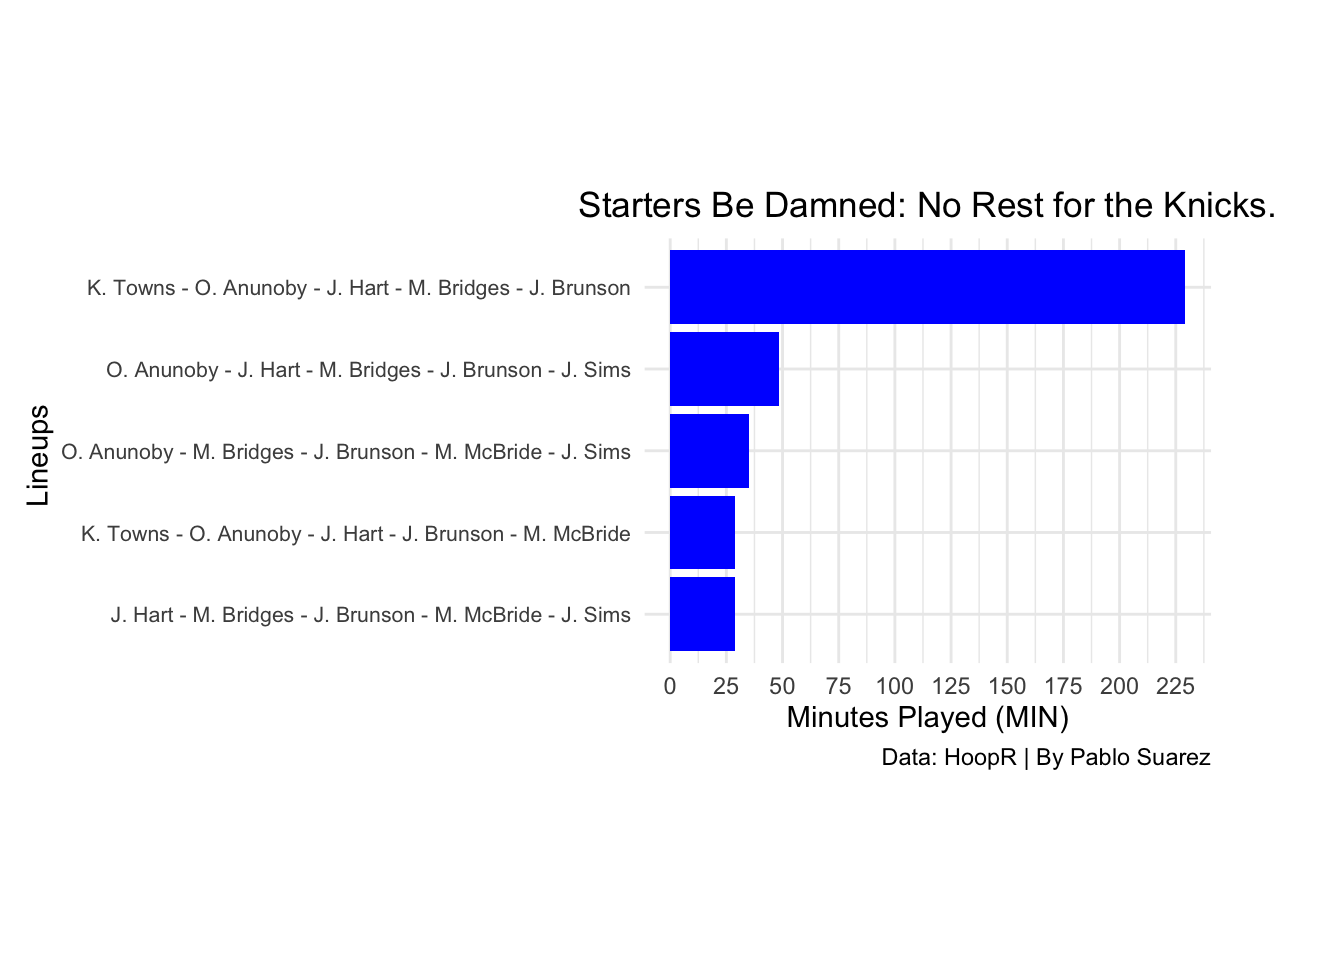 Starters Be Damned: No Rest for the Knicks.
Lineups
K. Towns - O. Anunoby - J. Hart - M. Bridges - J. Brunson
O. Anunoby - J. Hart - M. Bridges - J. Brunson - J. Sims
O. Anunoby - M. Bridges - J. Brunson - M. McBride - J. Sims
K. Towns - O. Anunoby - J. Hart - J. Brunson - M. McBride
J. Hart - M. Bridges - J. Brunson - M. McBride - J. Sims
0 25 50 75 100 125 150 175 200 225
Minutes Played (MIN)
Data: HoopR | By Pablo Suarez